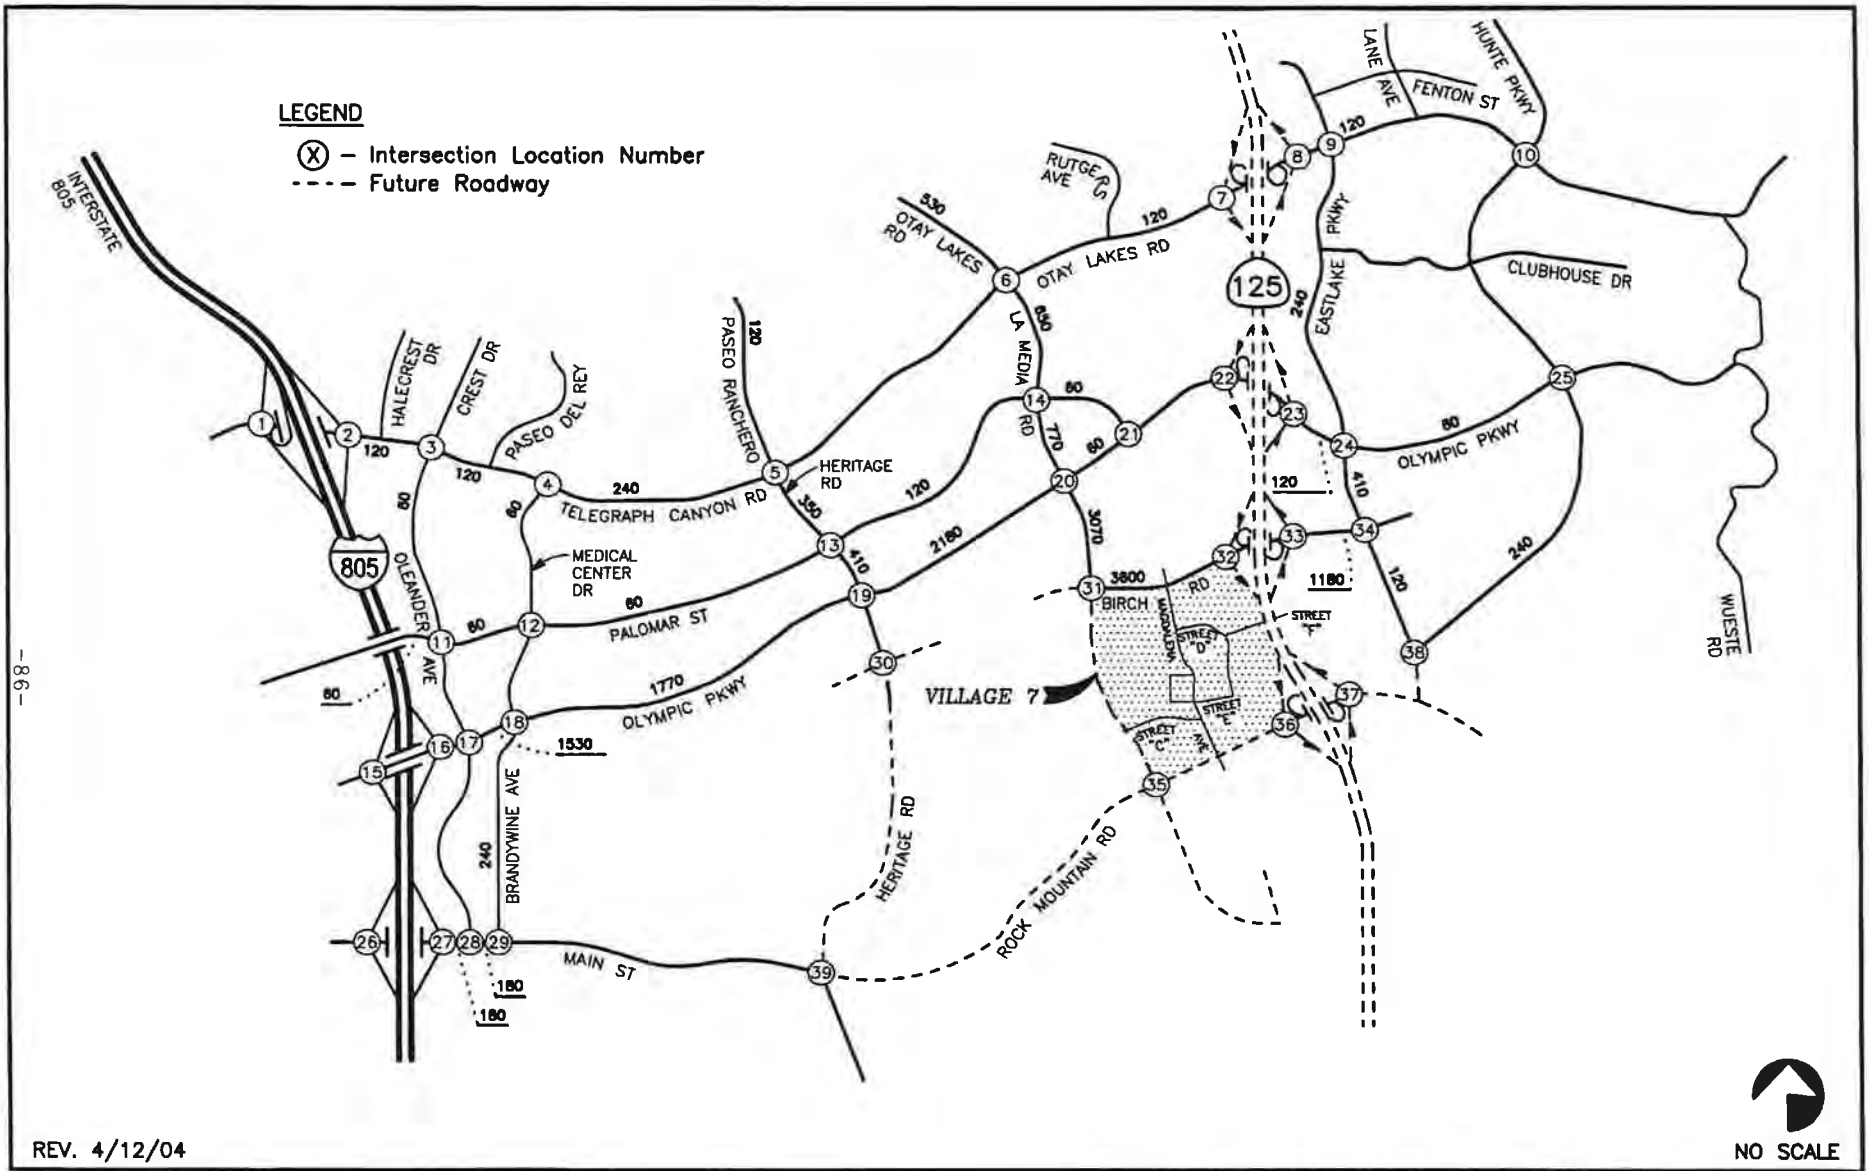 LEGEND
(X) - Intersection Location Number
---- Future Roadway
INTERSTATE
805
HALECREST
DR
CREST DR
PASEO DEL REY
PASEO RANCHERO
120
530
OTAY LAKES
RD
RUTGERS
AVE
120
OTAY LAKES RD
LANE AVE
FENTON ST
HUNTE PKWY
120
7
8
9
10
6
125
EASTLAKE PKWY
240
CLUBHOUSE DR
650
LA MEDIA
RD
1
2
120
3
120
4
240
TELEGRAPH CANYON RD
5
HERITAGE
RD
350
14
60
21
770
60
20
22
23
24
80
OLYMPIC PKWY
25
120
410
60
60
OLEANDER
AVE
MEDICAL
CENTER
DR
805
13
120
410
2180
19
3070
32
33
34
1180
120
240
38
WUESTE
RD
11
60
12
60
PALOMAR ST
60
31
3600
BIRCH
RD
MAGDALENA
AVE
STREET
"D"
STREET
"F"
STREET
"E"
STREET
"C"
VILLAGE 7
30
1770
OLYMPIC PKWY
15
16
17
18
1530
36
37
35
240
BRANDYWINE AVE
HERITAGE RD
ROCK MOUNTAIN RD
26
27
28
29
MAIN ST
39
180
180
-86-
REV. 4/12/04
NO SCALE